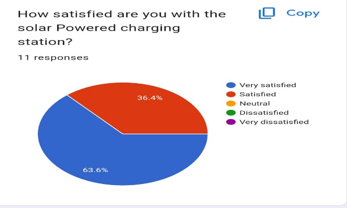 How satisfied are you with the
Copy
solar Powered charging
station?
11 responses
36.4%
63.6%
Very satisfied
Satisfied
Neutral
Dissatisfied
Very dissatisfied